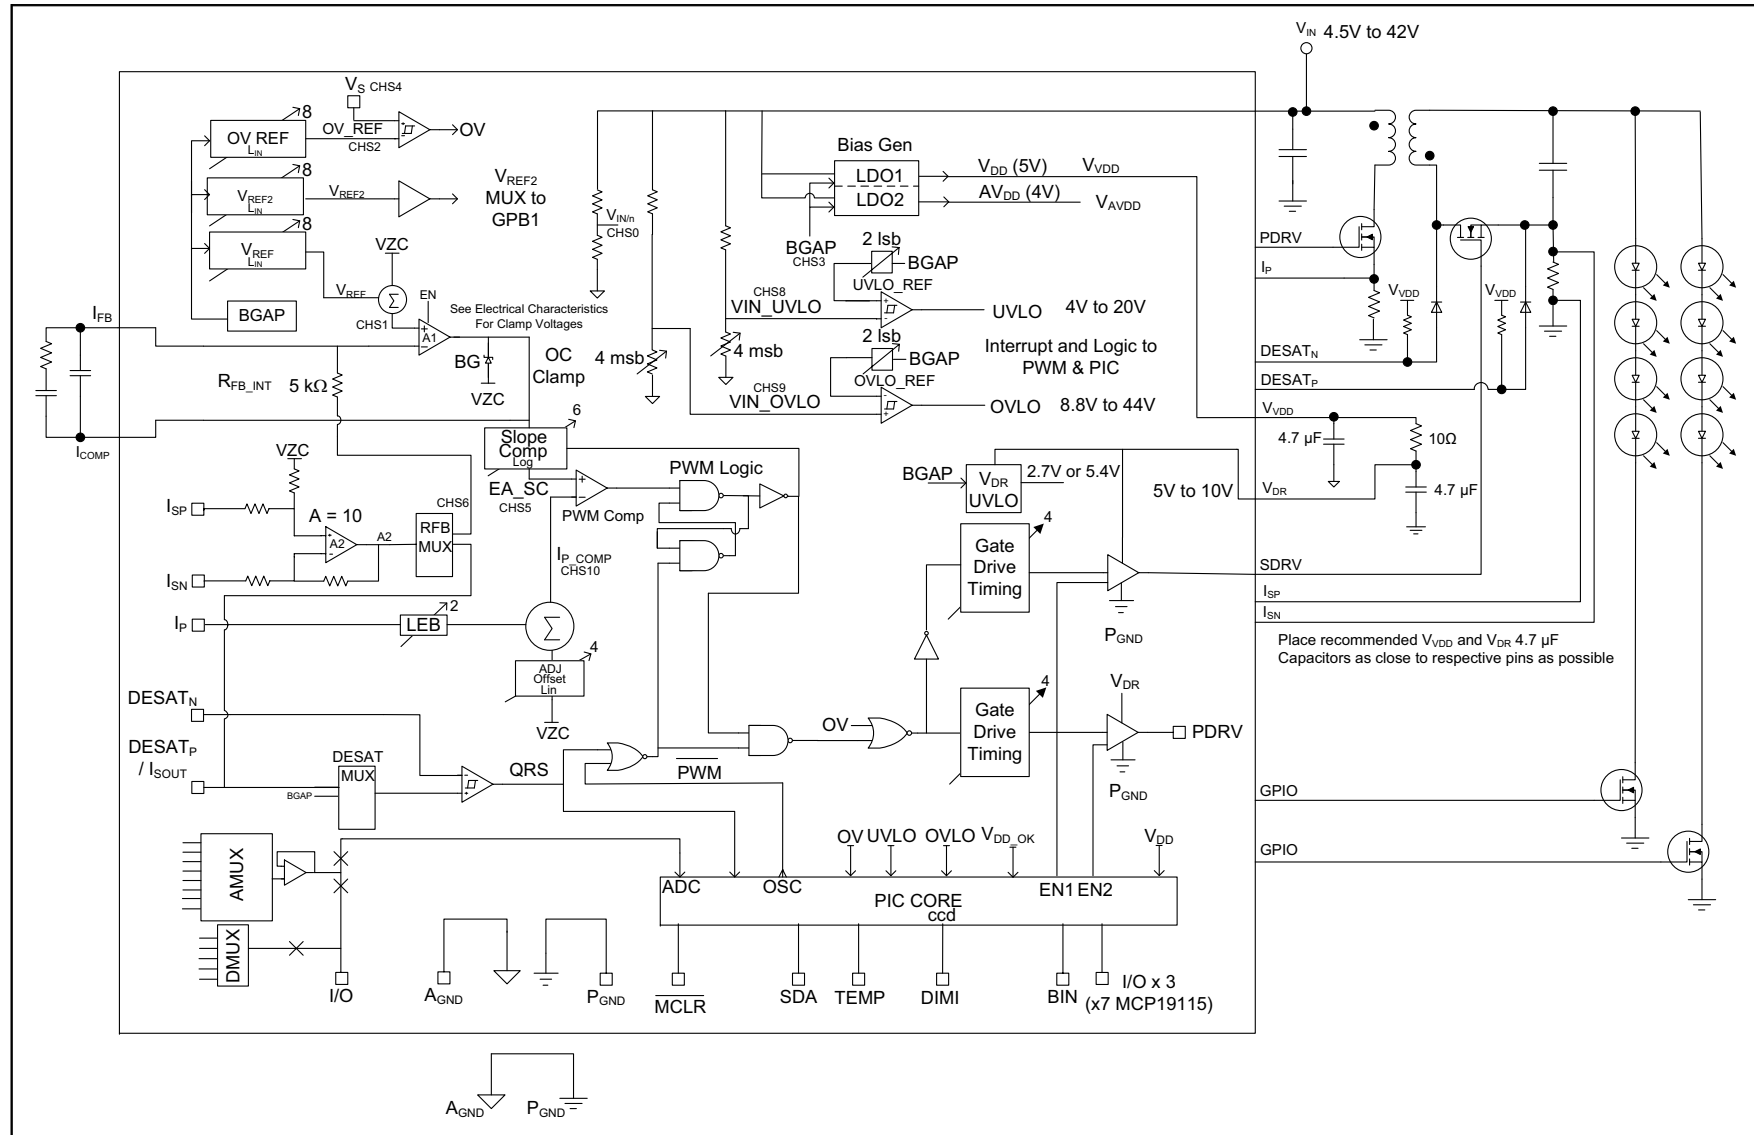 VIN 4.5V to 42V
VS CHS4
8
OV REF
LIN
OV_REF
CHS2
OV
8
VREF2
LIN
VREF2
VREF2
MUX to
GPB1
8
VREF
LIN
VREF
VZC
Σ
CHS1
EN
A1
BGAP
See Electrical Characteristics
For Clamp Voltages
BG
VZC
OC
Clamp
IFB
RFB_INT
5 kΩ
ICOMP
VIN/n
CHS0
4 msb
4 msb
Bias Gen
LDO1
LDO2
VDD (5V)
VVDD
AVDD (4V)
VAVDD
BGAP
CHS3
2 lsb
BGAP
UVLO_REF
CHS8
VIN_UVLO
UVLO
4V to 20V
2 lsb
BGAP
OVLO_REF
Interrupt and Logic to
PWM & PIC
CHS9
VIN_OVLO
OVLO
8.8V to 44V
PDRV
IP
VVDD
VVDD
DESATN
DESATP
VVDD
4.7 µF
10Ω
VDR
4.7 µF
6
Slope
Comp
Log
EA_SC
CHS5
PWM Comp
PWM Logic
BGAP
VDR
UVLO
2.7V or 5.4V
5V to 10V
VZC
ISP
A = 10
A2
A2
CHS6
RFB
MUX
ISN
IP_COMP
CHS10
4
Gate
Drive
Timing
PGND
SDRV
ISP
ISN
Place recommended VVDD and VDR 4.7 µF
Capacitors as close to respective pins as possible
IP
2
LEB
Σ
4
ADJ
Offset
Lin
VZC
DESATN
DESATP
/ ISOUT
DESAT
MUX
BGAP
QRS
PWM
OV
4
Gate
Drive
Timing
VDR
PDRV
PGND
GPIO
GPIO
AMUX
DMUX
I/O
OV UVLO OVLO VDD_OK
VDD
ADC
OSC
EN1 EN2
PIC CORE
ccd
AGND
PGND
MCLR
SDA
TEMP
DIMI
BIN
I/O x 3
(x7 MCP19115)
AGND
PGND